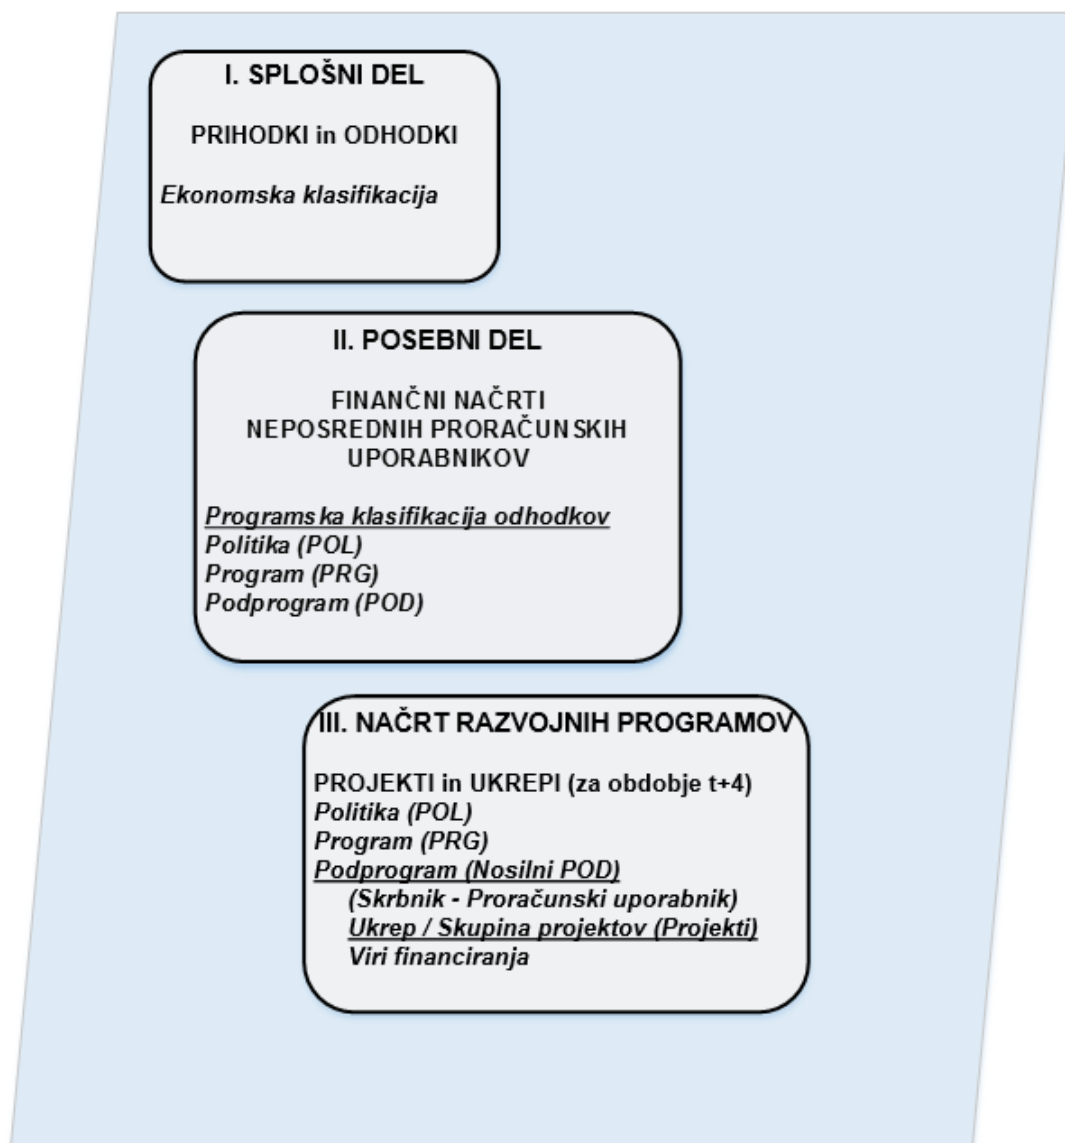 I. SPLOŠNI DEL
PRIHODKI in ODHODKI
Ekonomska klasifikacija
II. POSEBNI DEL
FINANČNI NAČRTI
NEPOSREDNIH PRORAČUNSKIH
UPORABNIKOV
Programska klasifikacija odhodkov
Politika (POL)
Program (PRG)
Podprogram (POD)
III. NAČRT RAZVOJNIH PROGRAMOV
PROJEKTI in UKREPI (za obdobje t+4)
Politika (POL)
Program (PRG)
Podprogram (Nosilni POD)
(Skrbnik - Proračunski uporabnik)
Ukrep / Skupina projektov (Projekti)
Viri financiranja